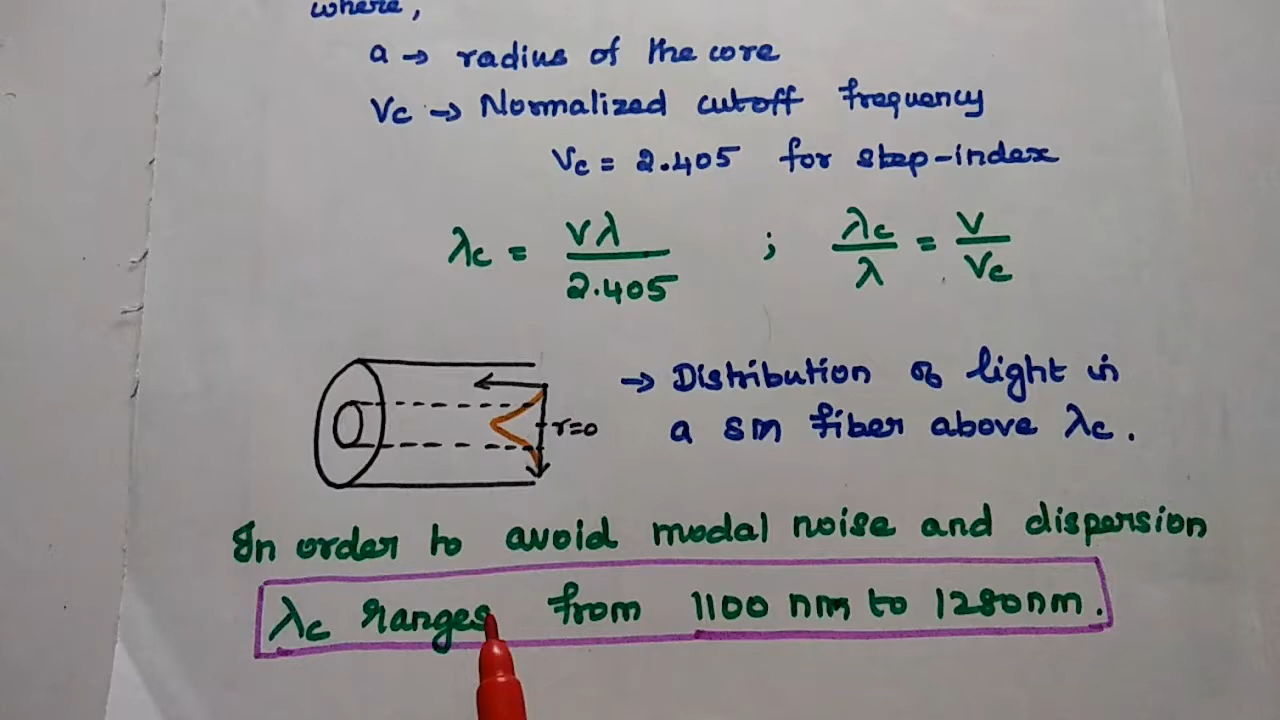 where,
a → radius of the core
Vc → Normalized cutoff frequency
Vc = 2.405 for step-index
λc = Vλ / 2.405 ; λc / λ = V / Vc
r=0
→ Distribution of light in
a SM fiber above λc.
In order to avoid modal noise and dispersion
λc ranges from 1100 nm to 1280nm.